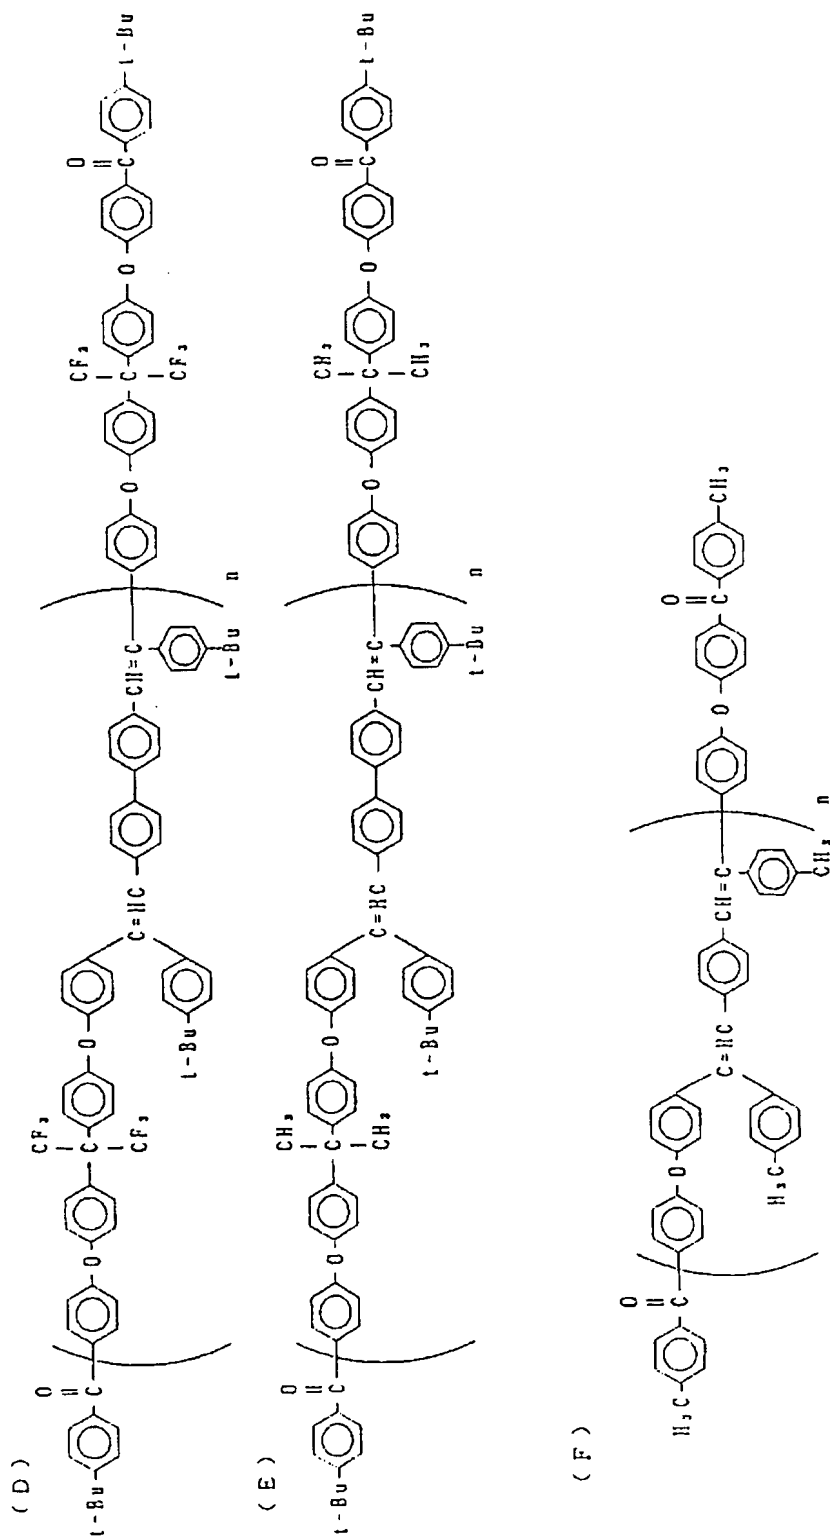 (D)
O CF₃ CF₃ O
t-Bu C O C O C=HC CH=C O C O C t-Bu
CF₃ CF₃
t-Bu t-Bu n
(E)
O CH₃ CH₃ O
t-Bu C O C O C=HC CH=C O C O C t-Bu
CH₃ CH₃
t-Bu t-Bu n
(F)
O O
H₃C C O C=HC CH=C O C CH₃
H₃C CH₃ n